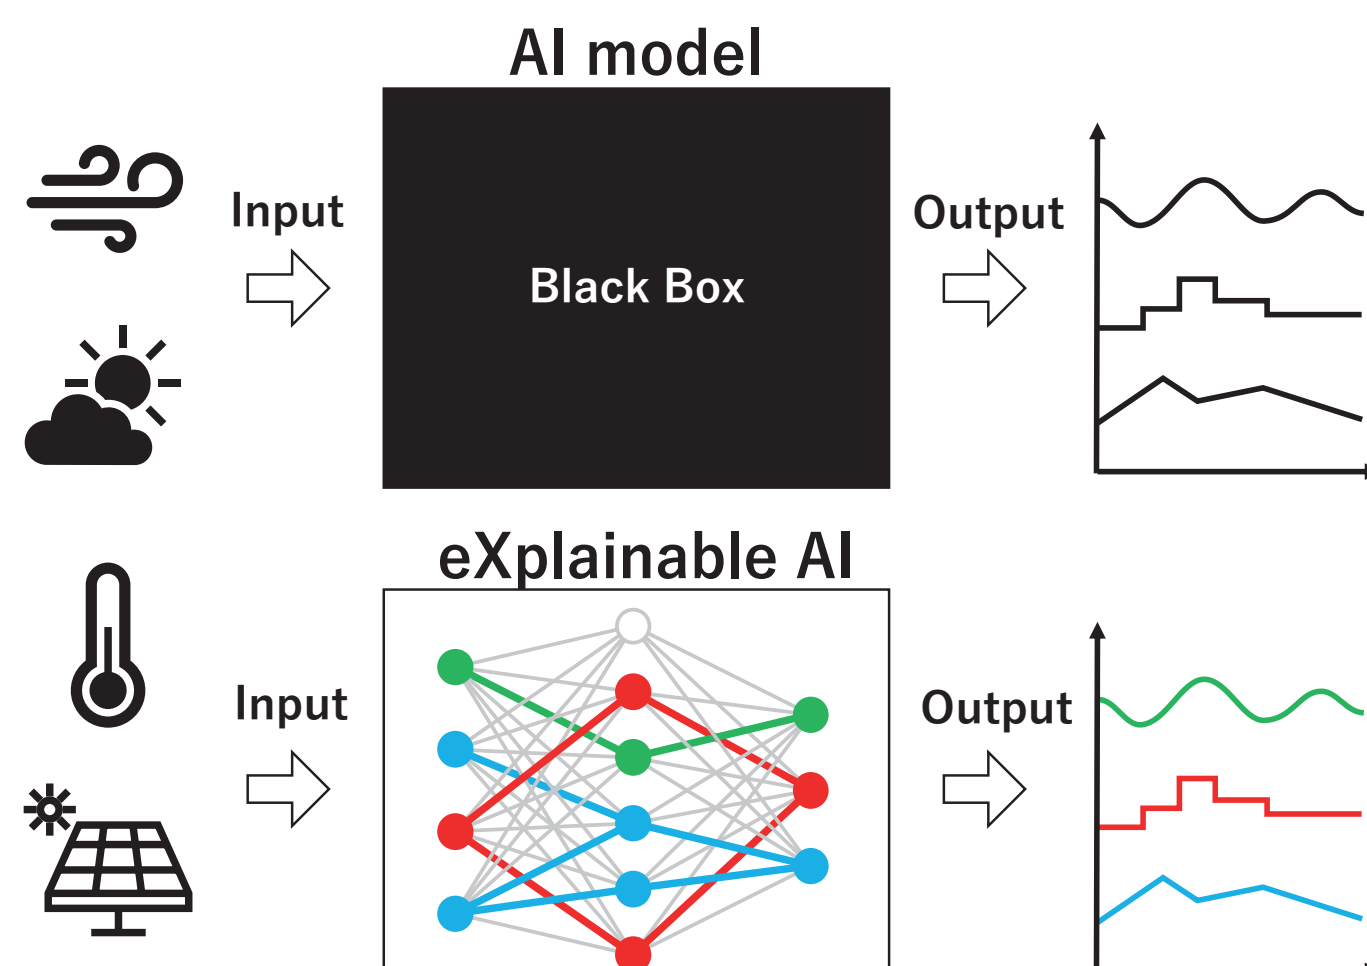 AI model
Input
Black Box
Output
eXplainable AI
Input
Output